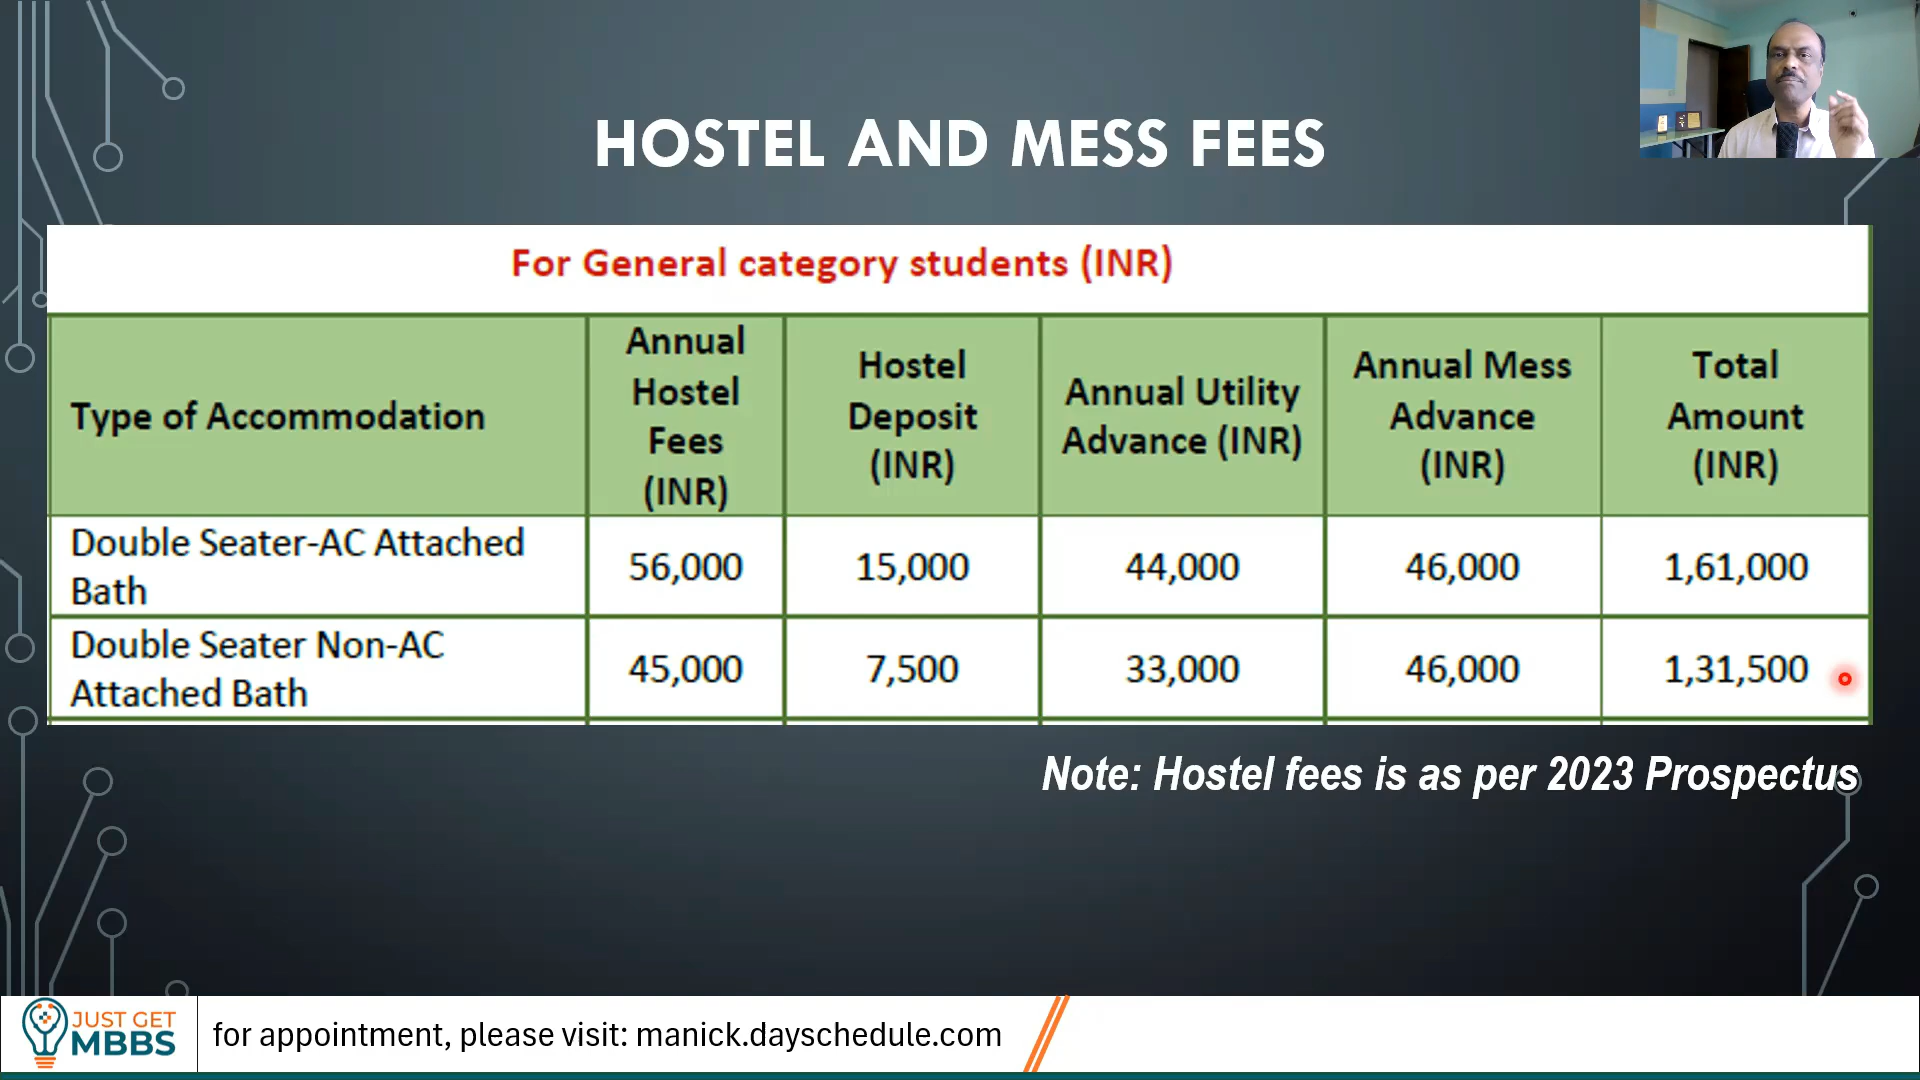 HOSTEL AND MESS FEES
For General category students (INR)
Type of Accommodation
Annual
Hostel
Fees
(INR)
Hostel
Deposit
(INR)
Annual Utility
Advance (INR)
Annual Mess
Advance
(INR)
Total
Amount
(INR)
Double Seater-AC Attached
Bath
56,000
15,000
44,000
46,000
1,61,000
Double Seater Non-AC
Attached Bath
45,000
7,500
33,000
46,000
1,31,500
Note: Hostel fees is as per 2023 Prospectus
JUST GET
MBBS
for appointment, please visit: manick.dayschedule.com